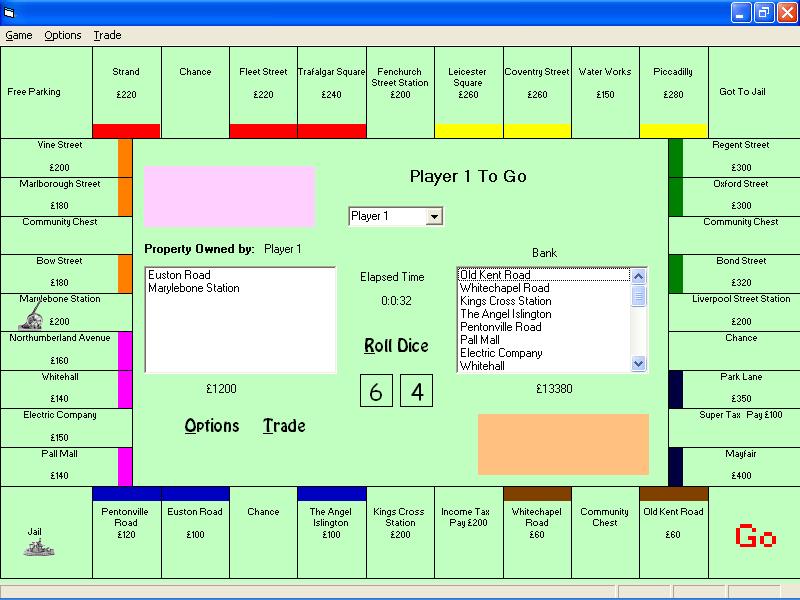 Game Options Trade
Free Parking
Strand
£220
Chance
Fleet Street
£220
Trafalgar Square
£240
Fenchurch
Street Station
£200
Leicester
Square
£260
Coventry Street
£260
Water Works
£150
Piccadilly
£280
Got To Jail
Vine Street
£200
Marlborough Street
£180
Community Chest
Bow Street
£180
Marylebone Station
£200
Northumberland Avenue
£160
Whitehall
£140
Electric Company
£150
Pall Mall
£140
Player 1 To Go
Player 1
Property Owned by: Player 1
Euston Road
Marylebone Station
£1200
Options Trade
Elapsed Time
0:0:32
Roll Dice
6 4
Bank
Old Kent Road
Whitechapel Road
Kings Cross Station
The Angel Islington
Pentonville Road
Pall Mall
Electric Company
Whitehall
£13380
Regent Street
£300
Oxford Street
£300
Community Chest
Bond Street
£320
Liverpool Street Station
£200
Chance
Park Lane
£350
Super Tax Pay £100
Mayfair
£400
Jail
Pentonville
Road
£120
Euston Road
£100
Chance
The Angel
Islington
£100
Kings Cross
Station
£200
Income Tax
Pay £200
Whitechapel
Road
£60
Community
Chest
Old Kent Road
£60
Go